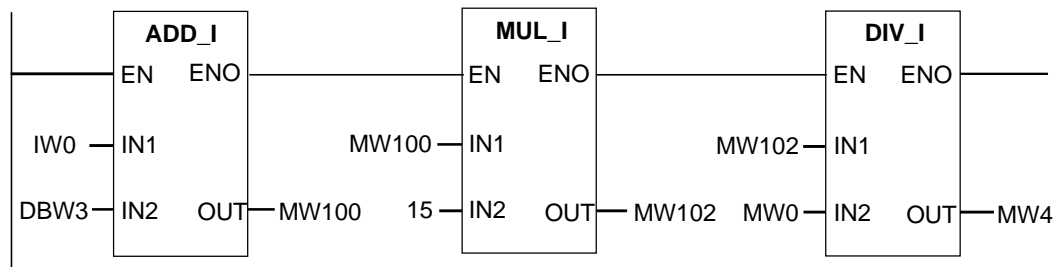 ADD_I
MUL_I
DIV_I
EN ENO
EN ENO
EN ENO
IW0 IN1
MW100 IN1
MW102 IN1
DBW3 IN2 OUT MW100
15 IN2 OUT MW102
MW0 IN2 OUT MW4